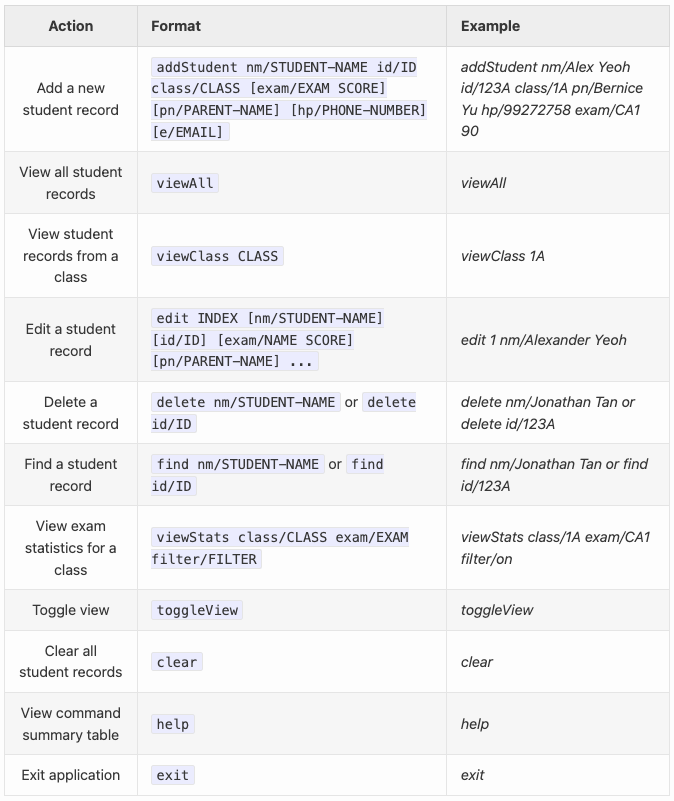 Action Format Example
Add a new
student record
addStudent nm/STUDENT-NAME id/ID
class/CLASS [exam/EXAM SCORE]
[pn/PARENT-NAME] [hp/PHONE-NUMBER]
[e/EMAIL]
addStudent nm/Alex Yeoh
id/123A class/1A pn/Bernice
Yu hp/99272758 exam/CA1
90
View all student
records
viewAll
viewAll
View student
records from a
class
viewClass CLASS
viewClass 1A
Edit a student
record
edit INDEX [nm/STUDENT-NAME]
[id/ID] [exam/NAME SCORE]
[pn/PARENT-NAME] ...
edit 1 nm/Alexander Yeoh
Delete a
student record
delete nm/STUDENT-NAME or delete
id/ID
delete nm/Jonathan Tan or
delete id/123A
Find a student
record
find nm/STUDENT-NAME or find
id/ID
find nm/Jonathan Tan or find
id/123A
View exam
statistics for a
class
viewStats class/CLASS exam/EXAM
filter/FILTER
viewStats class/1A exam/CA1
filter/on
Toggle view
toggleView
toggleView
Clear all
student records
clear
clear
View command
summary table
help
help
Exit application
exit
exit